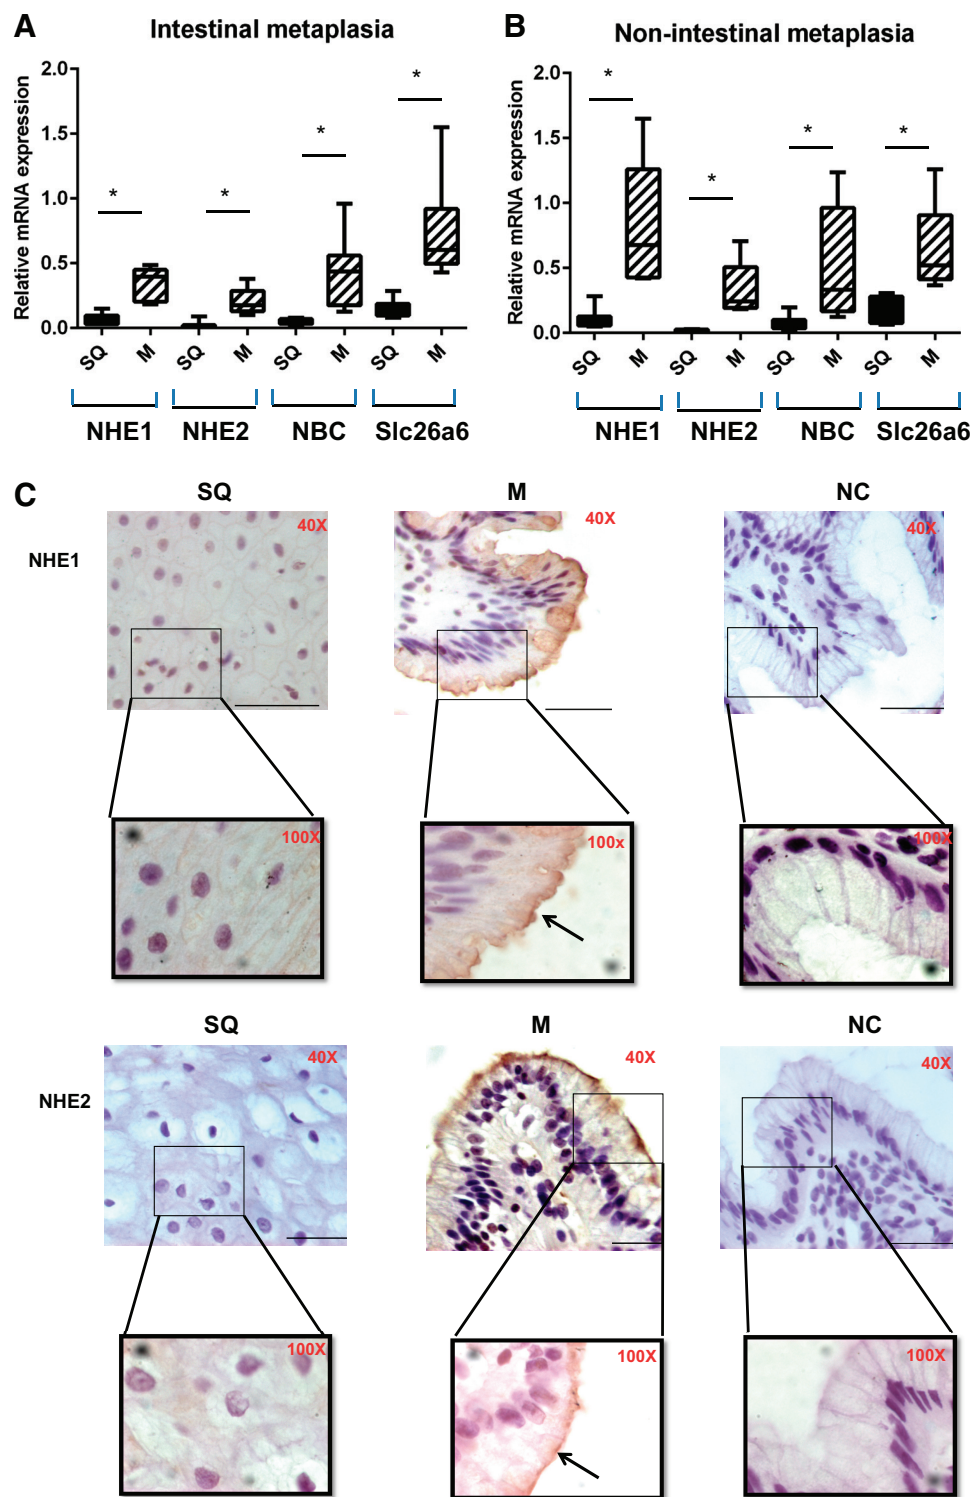 A Intestinal metaplasia
Relative mRNA expression
2.0
1.5
1.0
0.5
0.0
* * * *
SQ M SQ M SQ M SQ M
NHE1 NHE2 NBC Slc26a6
B Non-intestinal metaplasia
Relative mRNA expression
2.0
1.5
1.0
0.5
0.0
* * * *
SQ M SQ M SQ M SQ M
NHE1 NHE2 NBC Slc26a6
C SQ M NC
NHE1
40X 40X 40X
100X 100x 100X
SQ M NC
NHE2
40X 40X 40X
100X 100X 100X